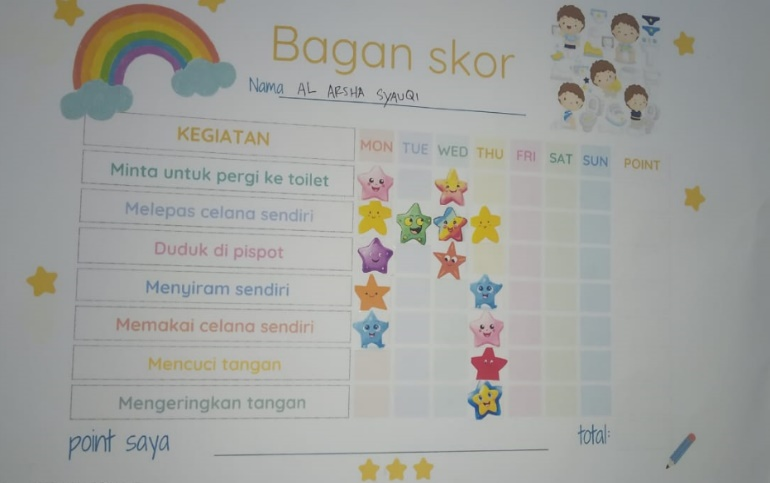 Bagan skor
Nama AL ARSHA SYAUQI
KEGIATAN MON TUE WED THU FRI SAT SUN POINT
Minta untuk pergi ke toilet
Melepas celana sendiri
Duduk di pispot
Menyiram sendiri
Memakai celana sendiri
Mencuci tangan
Mengeringkan tangan
point saya total: